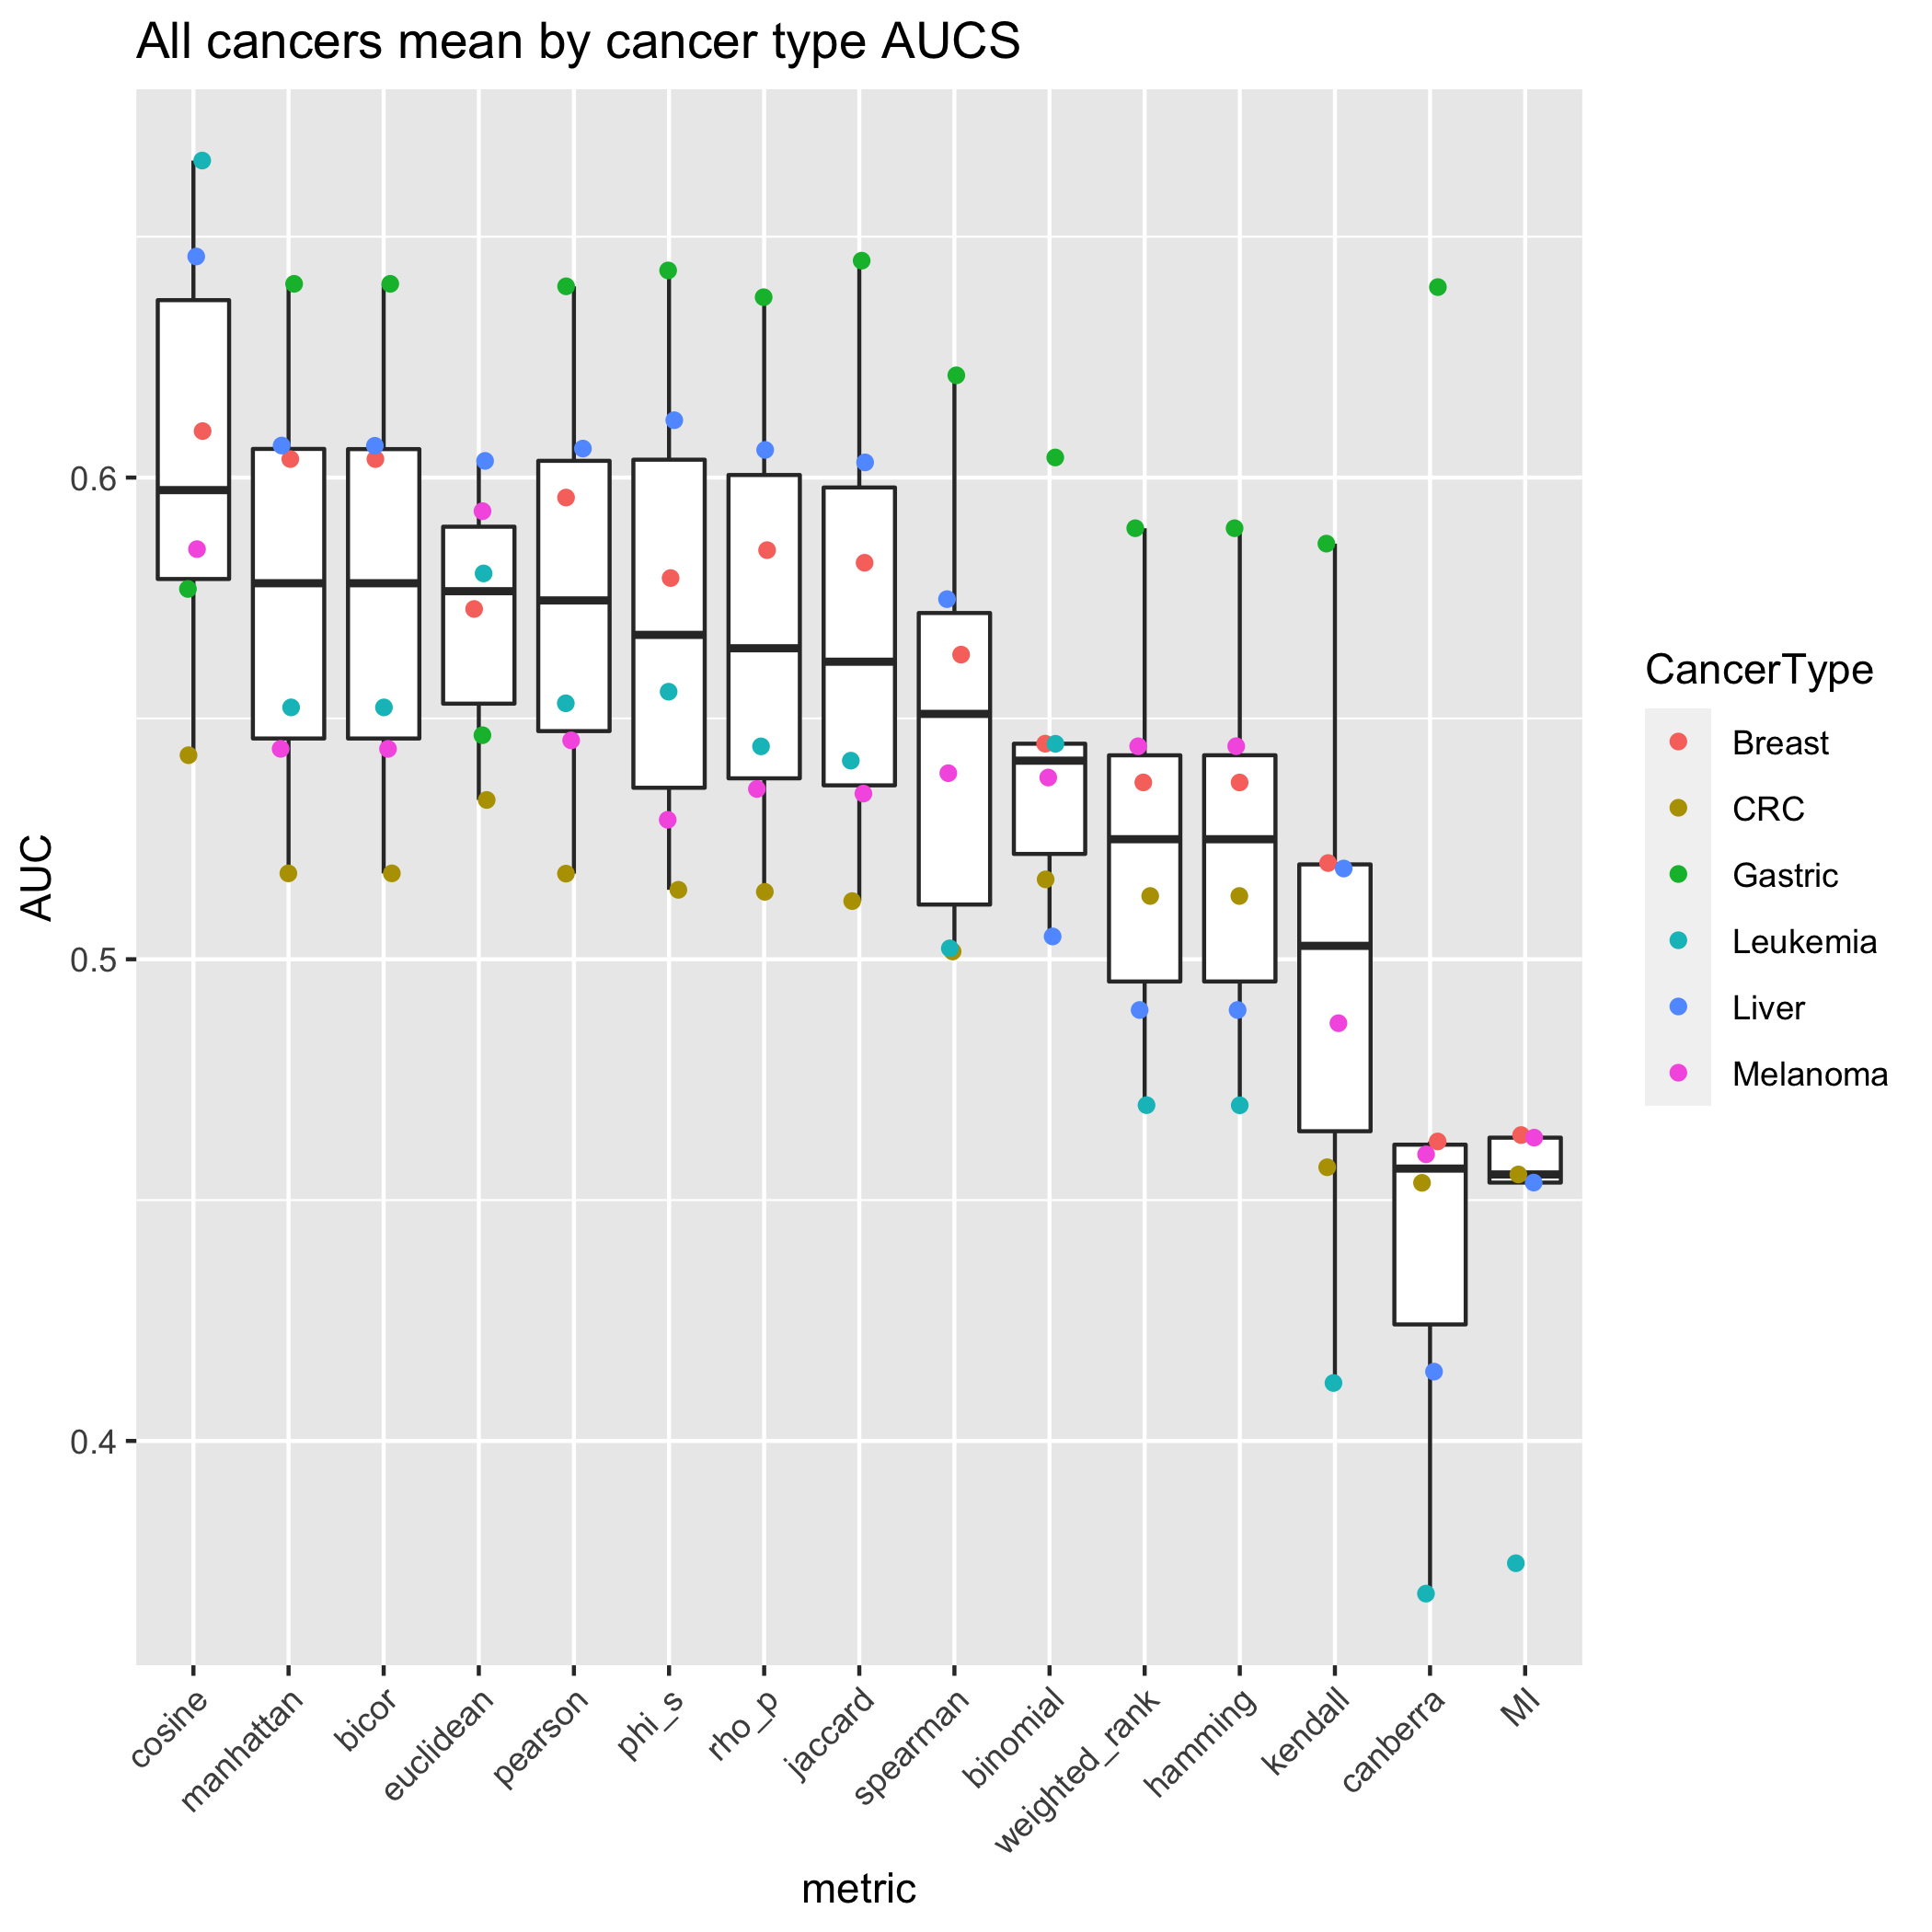 All cancers mean by cancer type AUCS
AUC
0.6
0.5
0.4
cosine
manhattan
bicor
euclidean
pearson
phi_s
rho_p
jaccard
spearman
binomial
weighted_rank
hamming
kendall
canberra
MI
metric
CancerType
Breast
CRC
Gastric
Leukemia
Liver
Melanoma